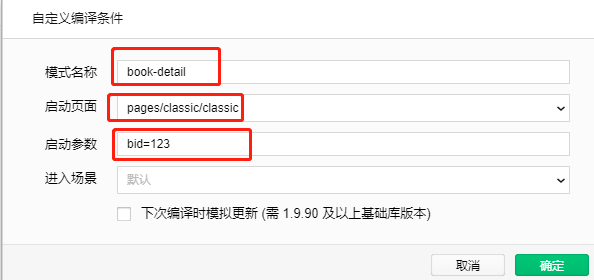 自定义编译条件
模式名称 book-detail
启动页面 pages/classic/classic
启动参数 bid=123
进入场景 默认
下次编译时模拟更新 (需 1.9.90 及以上基础库版本)
取消 确定